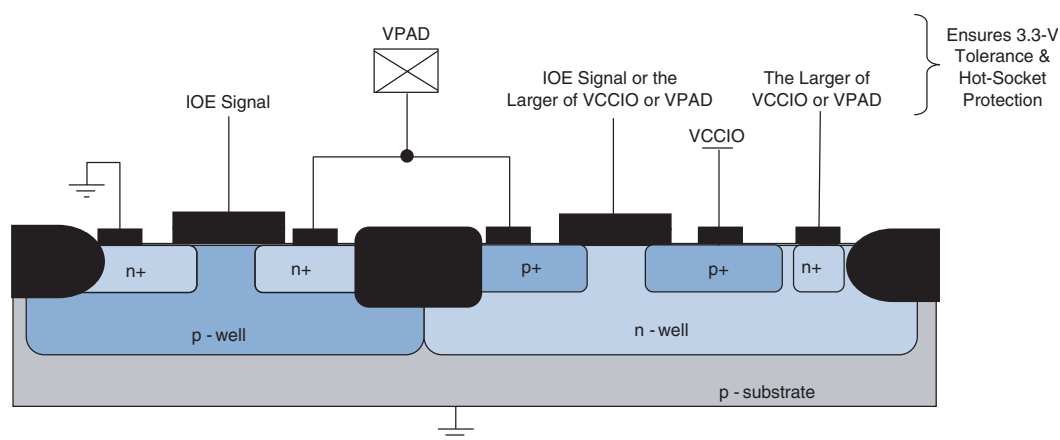 VPAD
IOE Signal
IOE Signal or the
Larger of VCCIO or VPAD
The Larger of
VCCIO or VPAD
Ensures 3.3-V
Tolerance &
Hot-Socket
Protection
VCCIO
n+
n+
p+
p+
n+
p - well
n - well
p - substrate